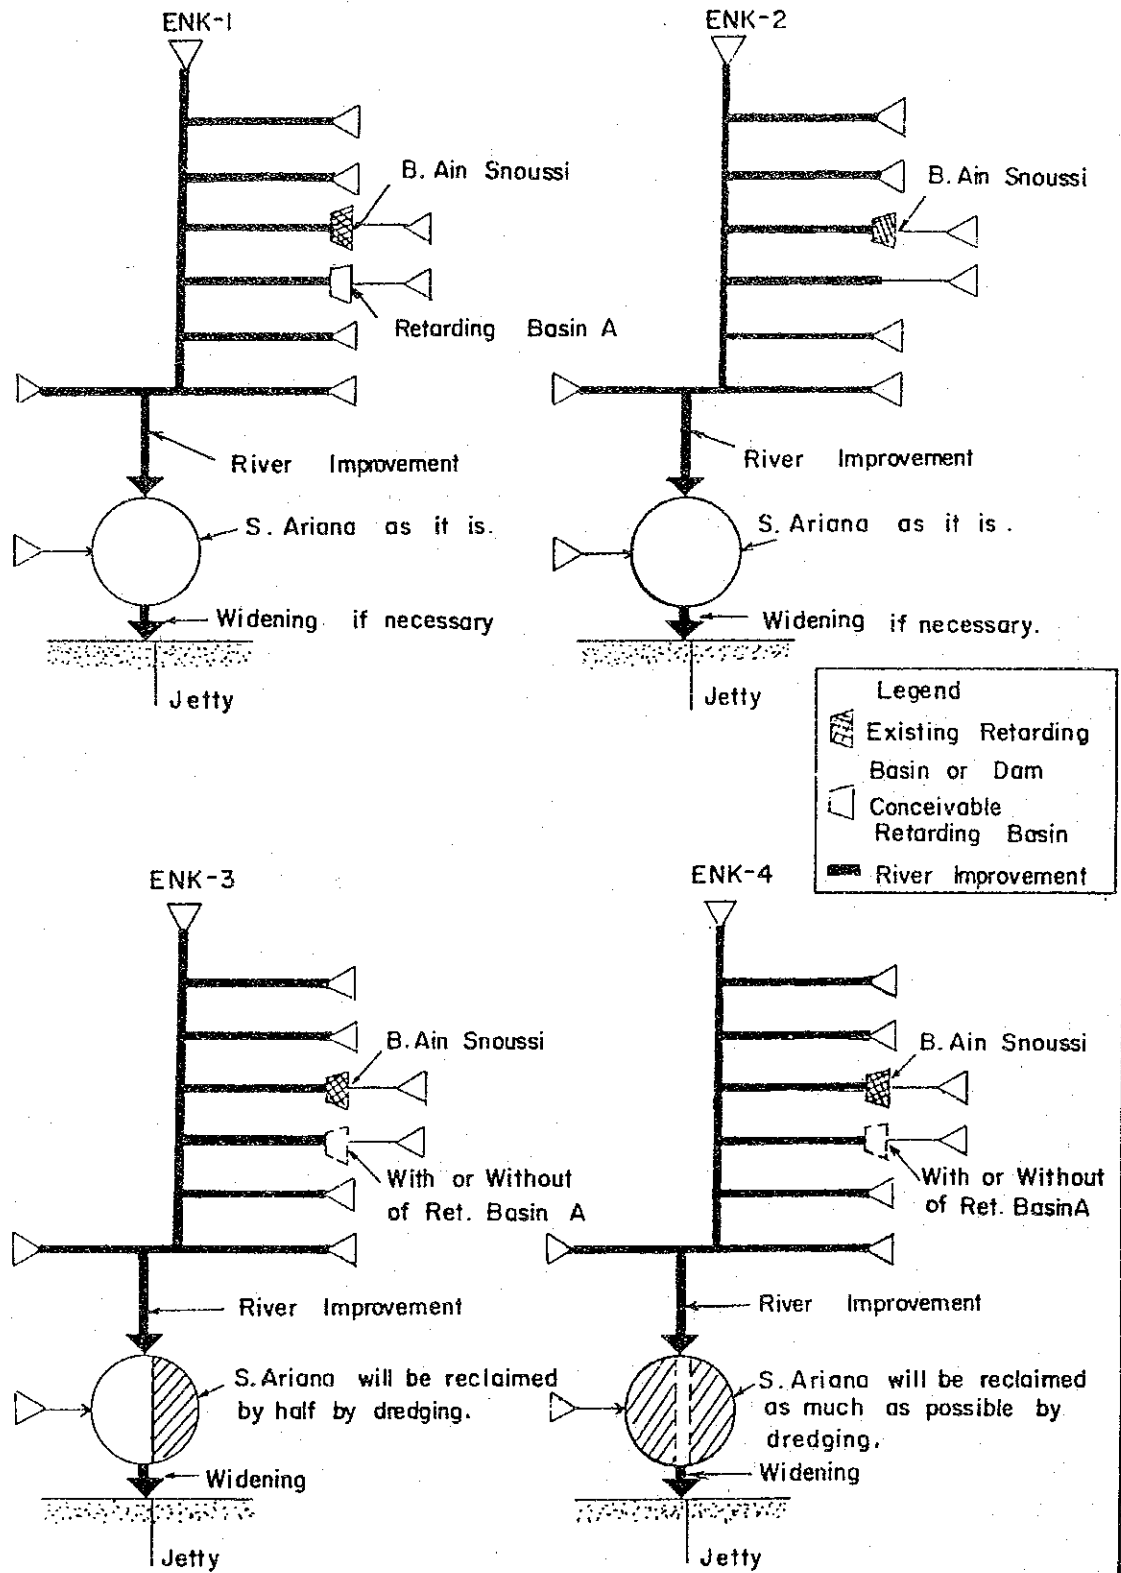 ENK-1
B. Ain Snoussi
Retarding Basin A
River Improvement
S. Ariana as it is.
Widening if necessary
Jetty
ENK-2
B. Ain Snoussi
River Improvement
S. Ariana as it is.
Widening if necessary.
Jetty
Legend
Existing Retarding
Basin or Dam
Conceivable
Retarding Basin
River Improvement
ENK-3
B. Ain Snoussi
With or Without
of Ret. Basin A
River Improvement
S. Ariana will be reclaimed
by half by dredging.
Widening
Jetty
ENK-4
B. Ain Snoussi
With or Without
of Ret. Basin A
River Improvement
S. Ariana will be reclaimed
as much as possible by
dredging.
Widening
Jetty